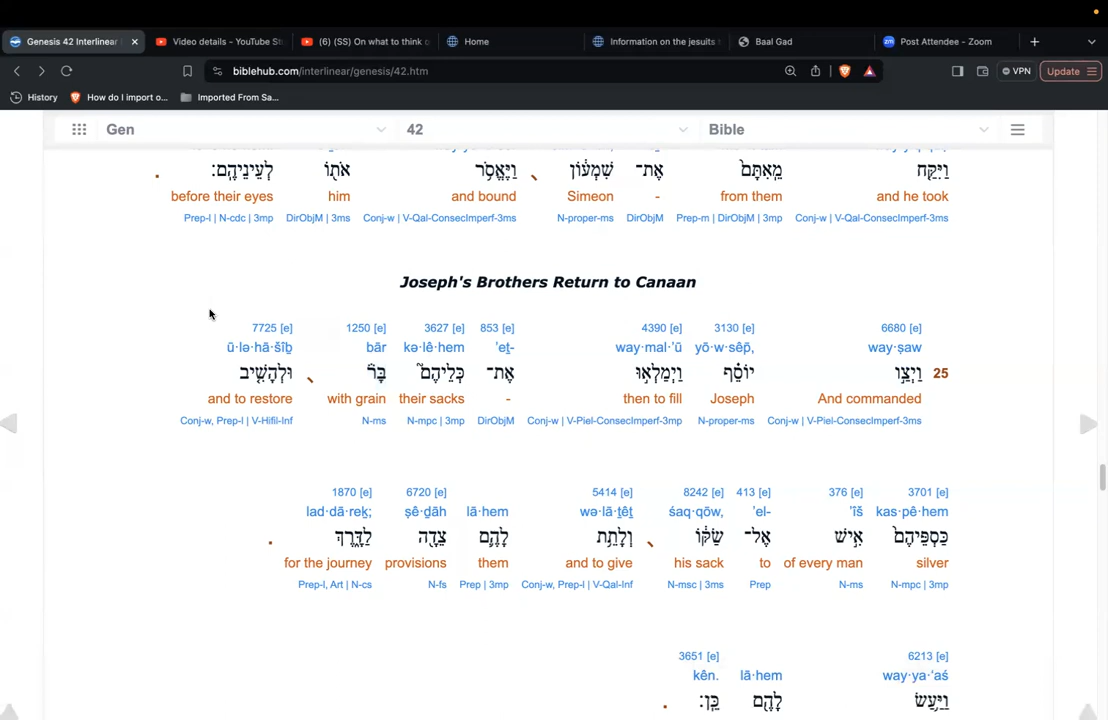 Genesis 42 Interlinear
Video details - YouTube St
(6) (SS) On what to think o
Home
Information on the jesuits
Baal Gad
Post Attendee - Zoom
biblehub.com/interlinear/genesis/42.htm
VPN
Update
History
How do I import o...
Imported From Sa...
Gen
42
Bible
וַיִּקַּ֤ח מֵֽאִתָּם֙ אֶת־ שִׁמְע֔וֹן 、 וַיֶּאֱסֹ֥ר אֹת֖וֹ לְעֵינֵיהֶֽם׃ .
and he took from them - Simeon and bound him before their eyes
Conj-w | V-Qal-ConsecImperf-3ms Prep-m | DirObjM | 3mp DirObjM N-proper-ms Conj-w | V-Qal-ConsecImperf-3ms DirObjM | 3ms Prep-l | N-cdc | 3mp
Joseph's Brothers Return to Canaan
6680 [e] 3130 [e] 4390 [e] 853 [e] 3627 [e] 1250 [e] 7725 [e]
way·ṣaw yō·w·sêp̄, way·mal·'ū 'eṯ- kə·lê·hem bār ū·lə·hā·šîḇ
25 וַיְצַ֣ו יוֹסֵ֗ף וַיְמַלְא֣וּ אֶת־ כְּלֵיהֶם֮ בָּר֒ 、 וּלְהָשִׁ֤יב
And commanded Joseph then to fill - their sacks with grain and to restore
Conj-w | V-Piel-ConsecImperf-3ms N-proper-ms Conj-w | V-Piel-ConsecImperf-3mp DirObjM N-mpc | 3mp N-ms Conj-w, Prep-l | V-Hifil-Inf
3701 [e] 376 [e] 413 [e] 8242 [e] 5414 [e] 6720 [e] 1870 [e]
kas·pê·hem 'îš 'el- śaq·qōw, wə·lā·ṯêṯ lā·hem ṣê·ḏāh lad·dā·reḵ;
כַּסְפֵּיהֶם֙ אִ֣ישׁ אֶל־ שַׂקּ֔וֹ 、 וְלָתֵ֥ת לָהֶ֛ם צֵדָ֖ה לַדָּ֑רֶךְ .
silver of every man to his sack and to give them provisions for the journey
N-mpc | 3mp N-ms Prep N-msc | 3ms Conj-w, Prep-l | V-Qal-Inf Prep | 3mp N-fs Prep-l, Art | N-cs
6213 [e] 3651 [e]
way·ya·'aś lā·hem kên.
וַיַּ֥עַשׂ לָהֶ֖ם כֵּֽן׃ .